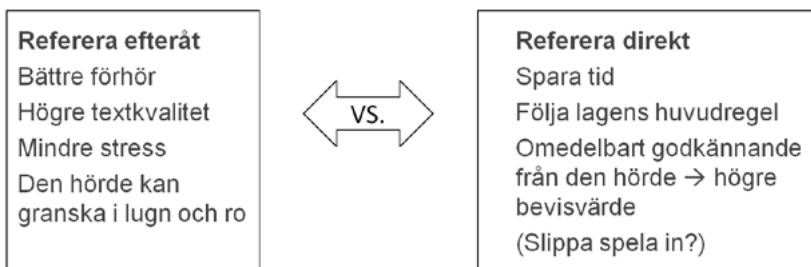 Referera efteråt
Bättre förhör
Högre textkvalitet
Mindre stress
Den hörde kan
granska i lugn och ro
VS.
Referera direkt
Spara tid
Följa lagens huvudregel
Omedelbart godkännande
från den hörde → högre
bevisvärde
(Slippa spela in?)